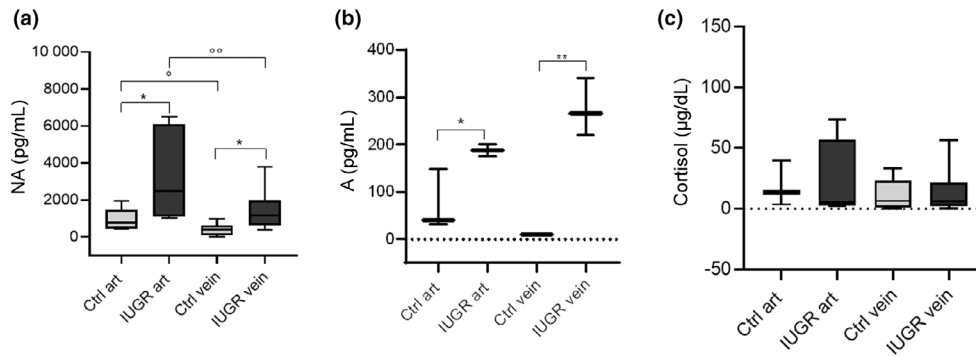 (a)
NA (pg/mL)
10 000
8000
6000
4000
2000
0
°°
°
*
*
Ctrl art
IUGR art
Ctrl vein
IUGR vein
(b)
A (pg/mL)
400
300
200
100
0
*
**
Ctrl art
IUGR art
Ctrl vein
IUGR vein
(c)
Cortisol (µg/dL)
150
100
50
0
-50
Ctrl art
IUGR art
Ctrl vein
IUGR vein